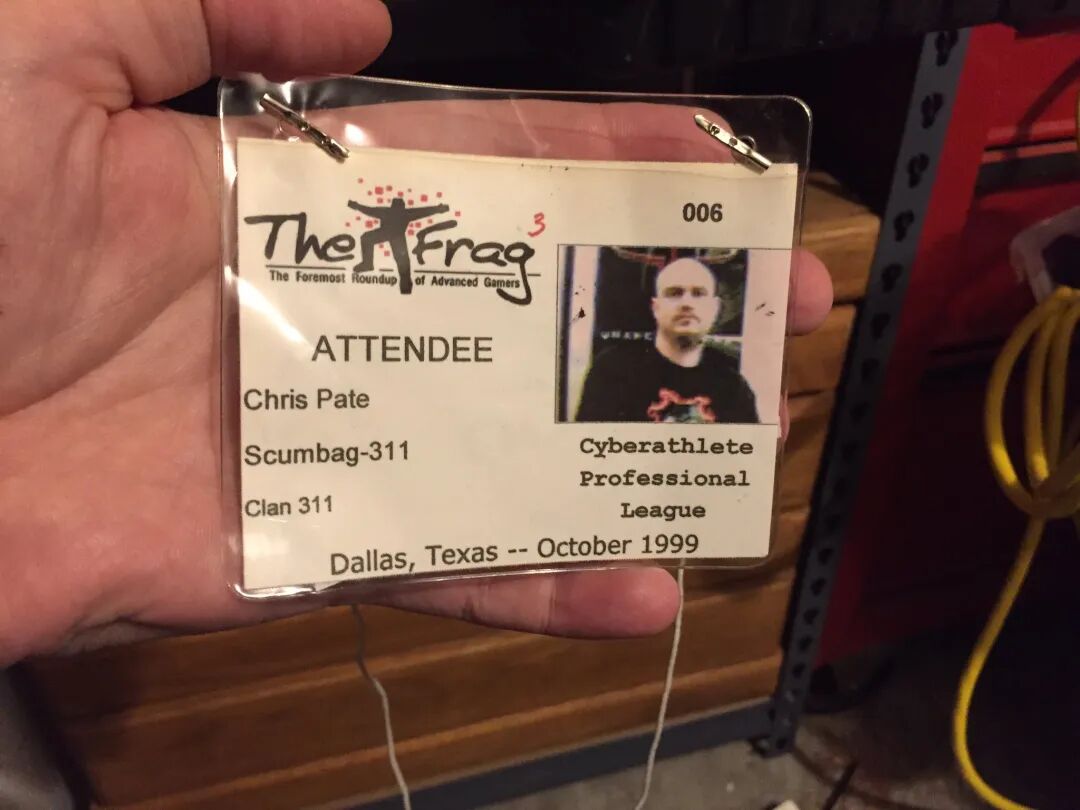 The Frag 3
The Foremost Roundup of Advanced Gamers
006
ATTENDEE
Chris Pate
Scumbag-311
Clan 311
QUAKE
Cyberathlete
Professional
League
Dallas, Texas -- October 1999